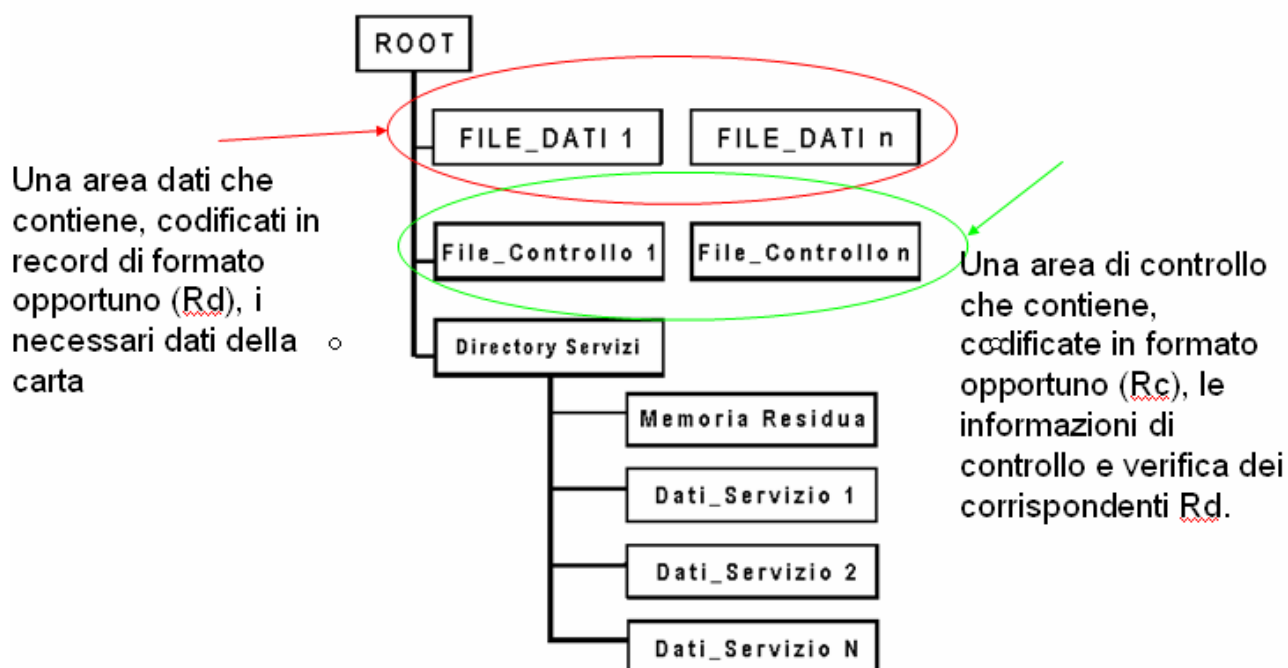 ROOT
FILE_DATI 1
FILE_DATI n
Una area dati che
contiene, codificati in
record di formato
opportuno (Rd), i
necessari dati della
carta
File_Controllo 1
File_Controllo n
Una area di controllo
che contiene,
codificate in formato
opportuno (Rc), le
informazioni di
controllo e verifica dei
corrispondenti Rd.
Directory Servizi
Memoria Residua
Dati_Servizio 1
Dati_Servizio 2
Dati_Servizio N